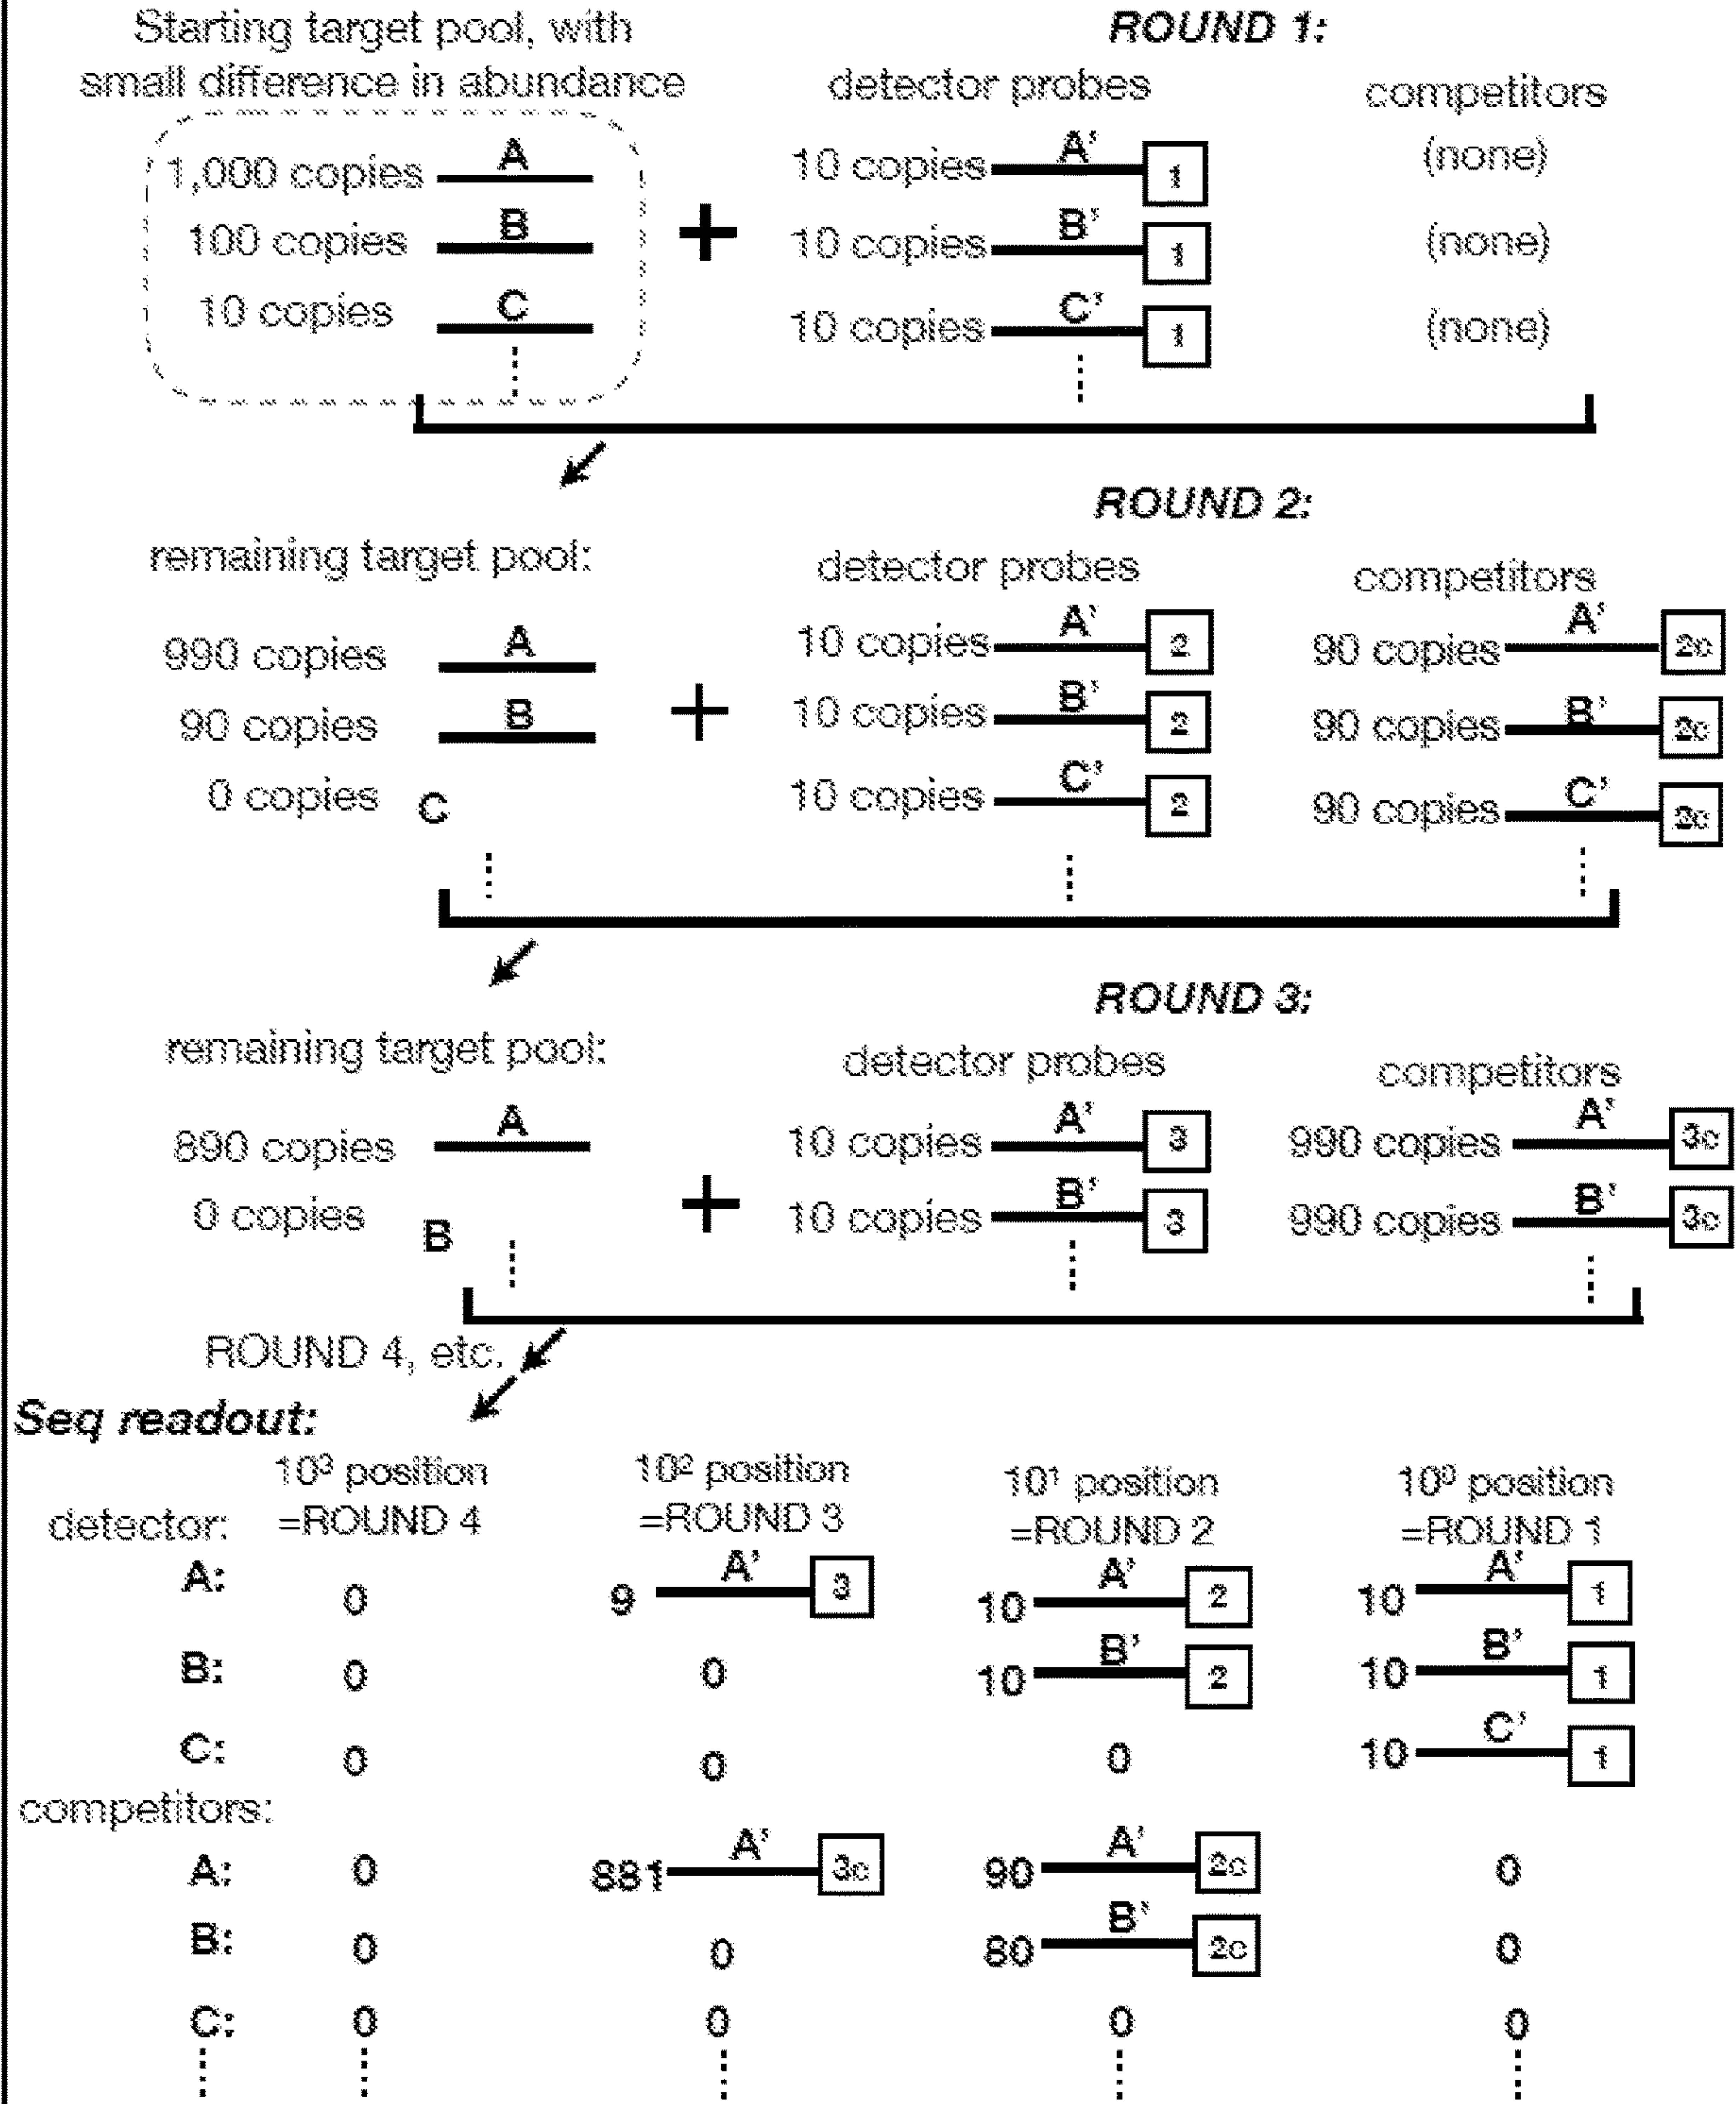 Starting target pool, with
small difference in abundance
ROUND 1:
detector probes
competitors
1,000 copies A
10 copies A' 1
(none)
100 copies B
+
10 copies B' 1
(none)
10 copies C
10 copies C' 1
(none)
ROUND 2:
remaining target pool:
detector probes
competitors
990 copies A
10 copies A' 2
90 copies A' 2c
90 copies B
+
10 copies B' 2
90 copies B' 2c
0 copies C
10 copies C' 2
90 copies C' 2c
ROUND 3:
remaining target pool:
detector probes
competitors
890 copies A
10 copies A' 3
990 copies A' 3c
0 copies B
+
10 copies B' 3
990 copies B' 3c
ROUND 4, etc.
Seq readout:
detector:
10³ position
=ROUND 4
10² position
=ROUND 3
10¹ position
=ROUND 2
10⁰ position
=ROUND 1
A: 0 9 A' 3 10 A' 2 10 A' 1
B: 0 0 10 B' 2 10 B' 1
C: 0 0 0 10 C' 1
competitors:
A: 0 881 A' 3c 90 A' 2c 0
B: 0 0 80 B' 2c 0
C: 0 0 0 0